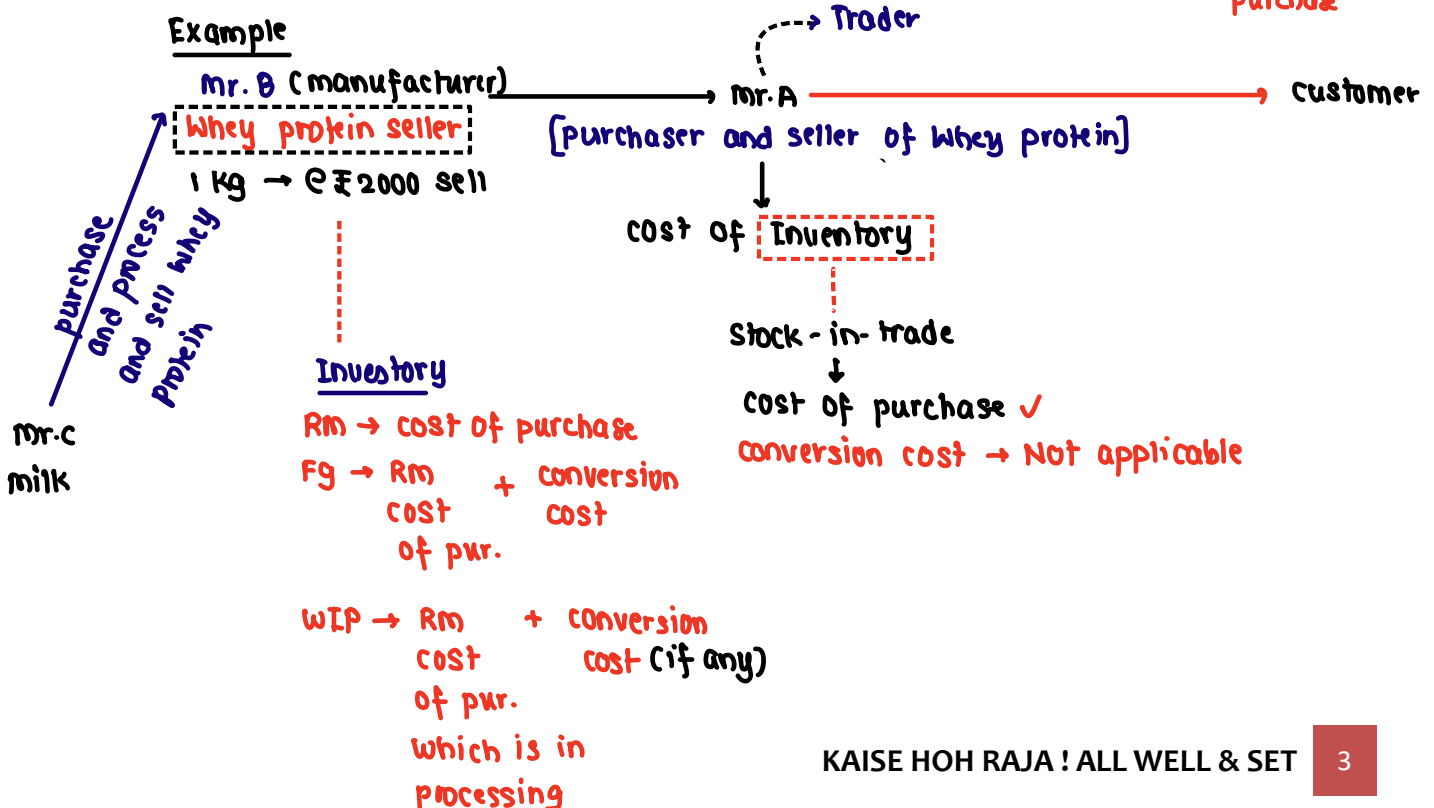 purchase
Example
Trader
Mr. B (manufacturer)
Mr. A
customer
Whey protein seller
[purchaser and seller of Whey protein]
1 Kg → @ ₹2000 sell
cost of Inventory
purchase
and process
and sell whey
protein
Mr.C
milk
Stock-in-trade
cost of purchase ✓
conversion cost → Not applicable
Investory
Rm → cost of purchase
Fg → Rm + conversion
cost cost
of pur.
WIP → Rm + conversion
cost cost (if any)
of pur.
which is in
processing
KAISE HOH RAJA ! ALL WELL & SET 3